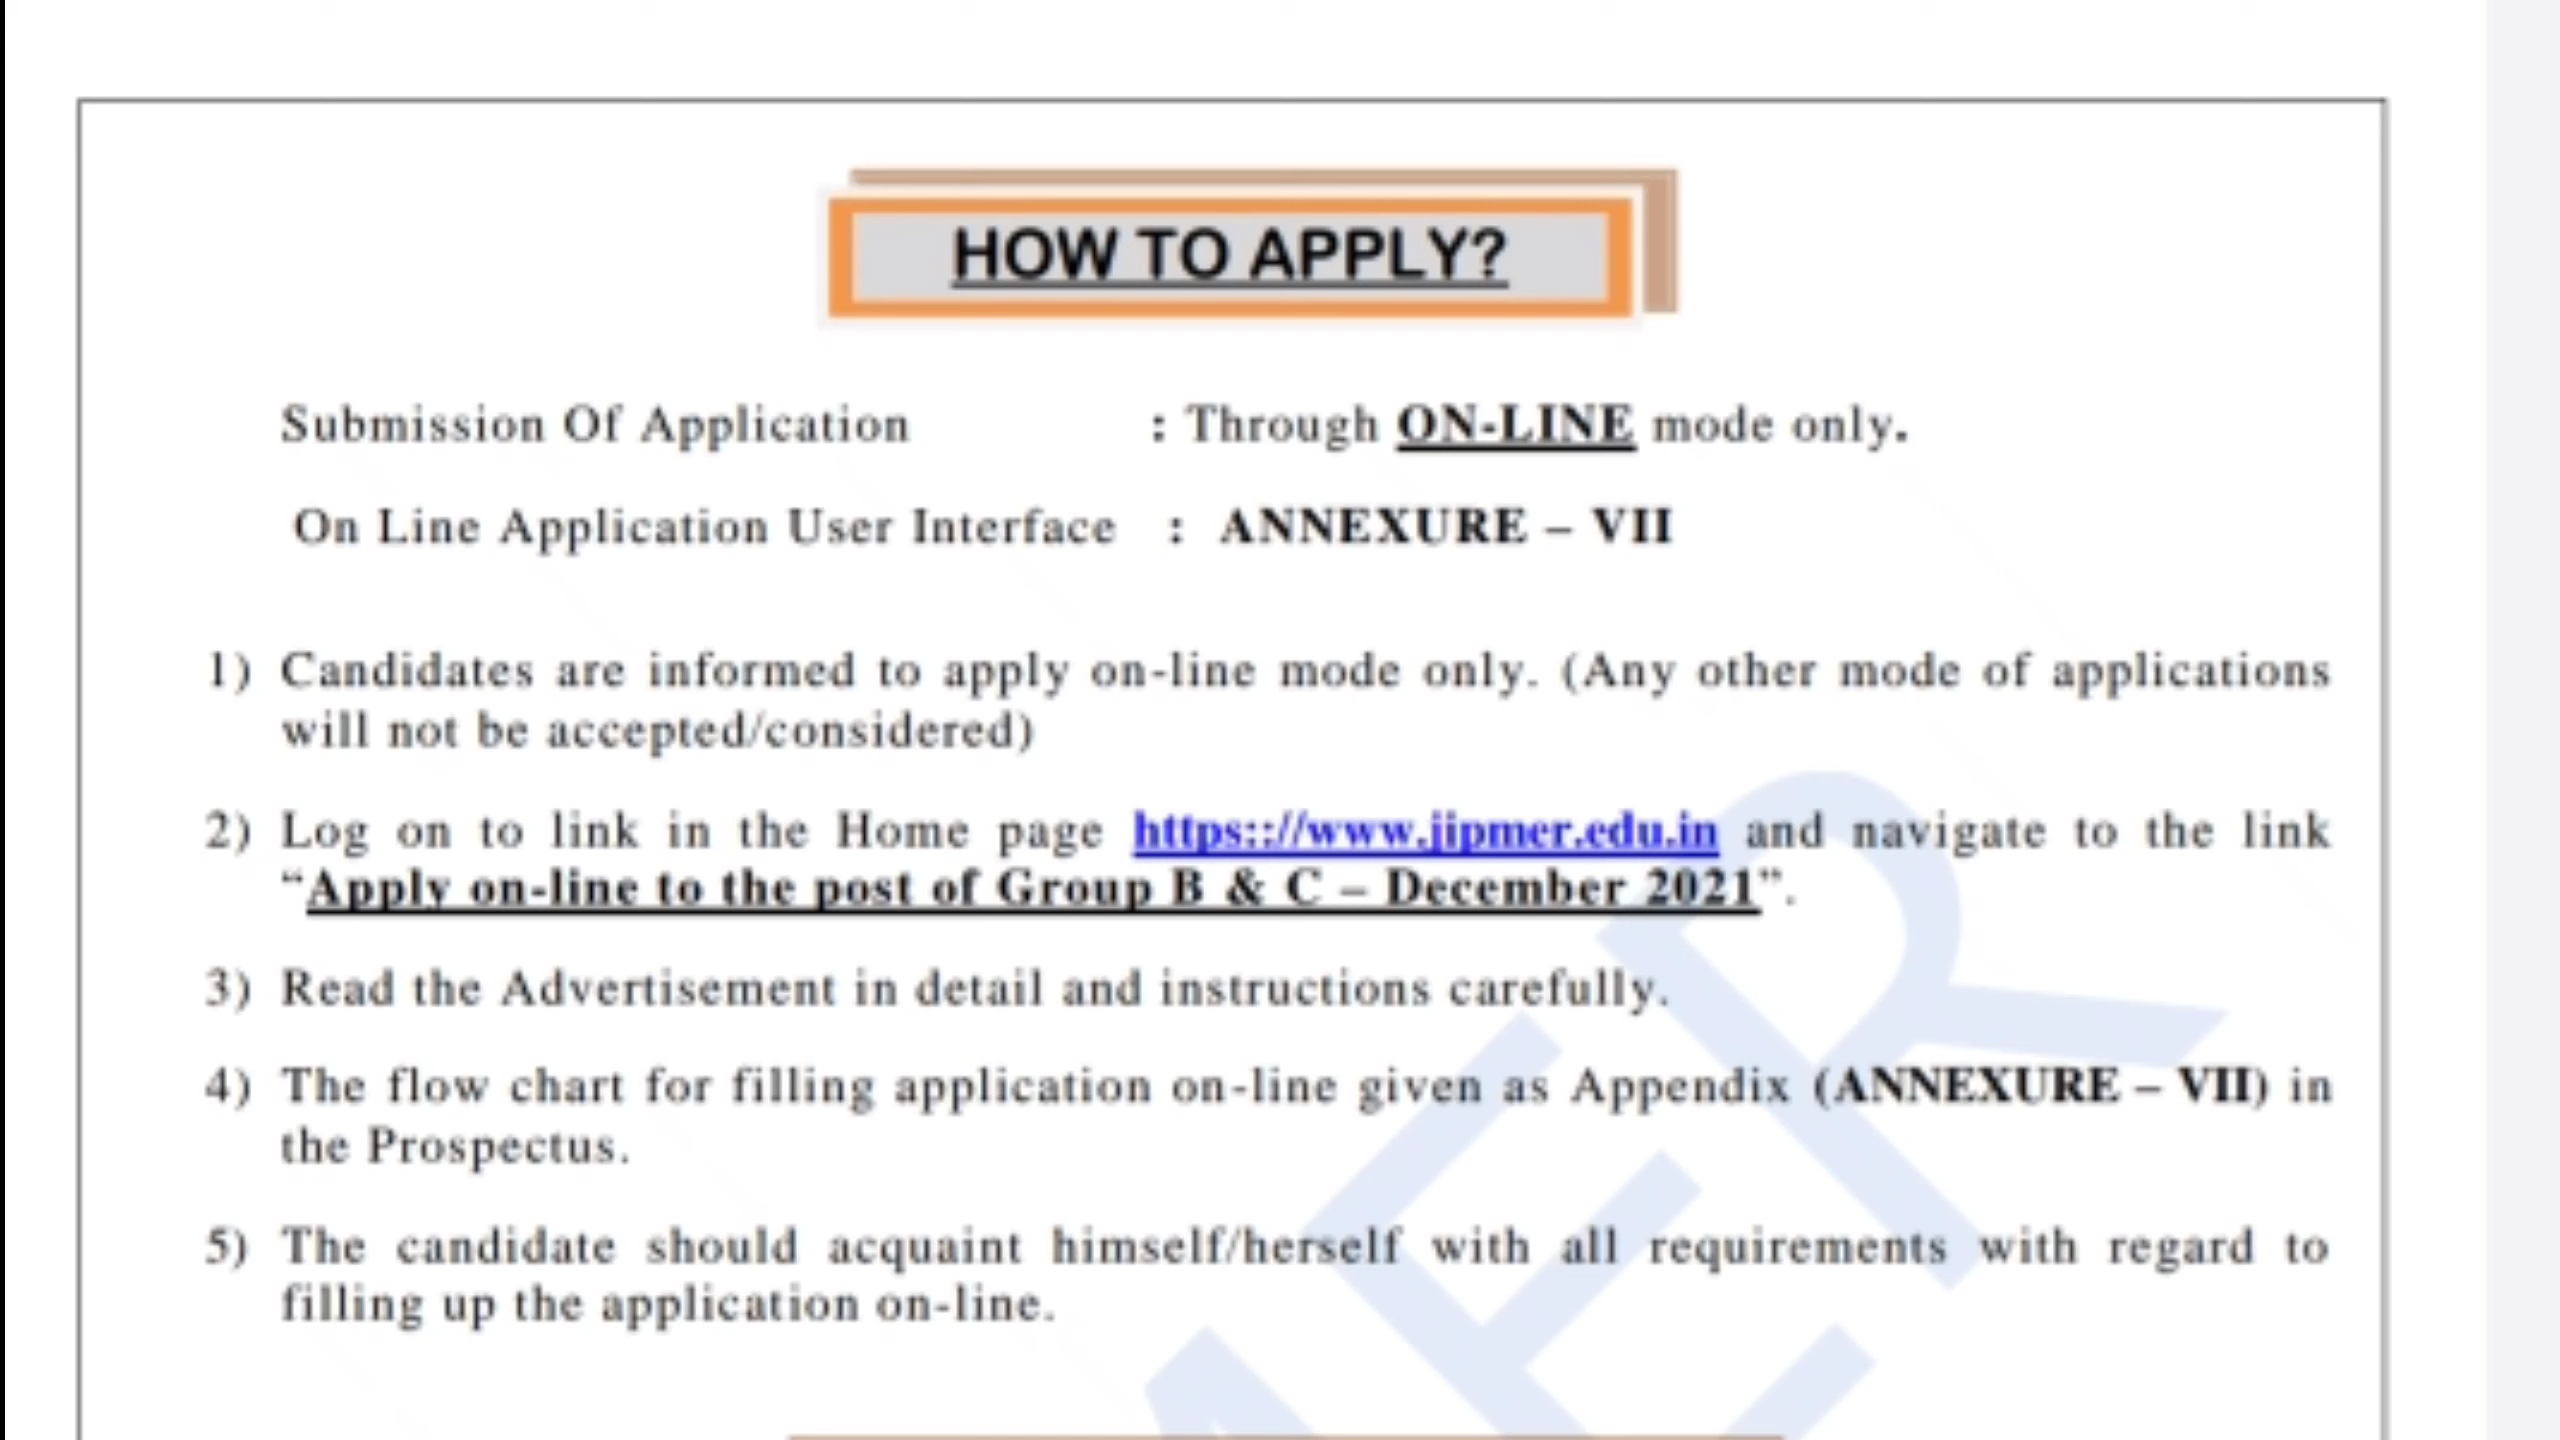 HOW TO APPLY?
Submission Of Application : Through ON-LINE mode only.
On Line Application User Interface : ANNEXURE – VII
1) Candidates are informed to apply on-line mode only. (Any other mode of applications
will not be accepted/considered)
2) Log on to link in the Home page https:://www.jipmer.edu.in and navigate to the link
“Apply on-line to the post of Group B & C – December 2021”.
3) Read the Advertisement in detail and instructions carefully.
4) The flow chart for filling application on-line given as Appendix (ANNEXURE – VII) in
the Prospectus.
5) The candidate should acquaint himself/herself with all requirements with regard to
filling up the application on-line.